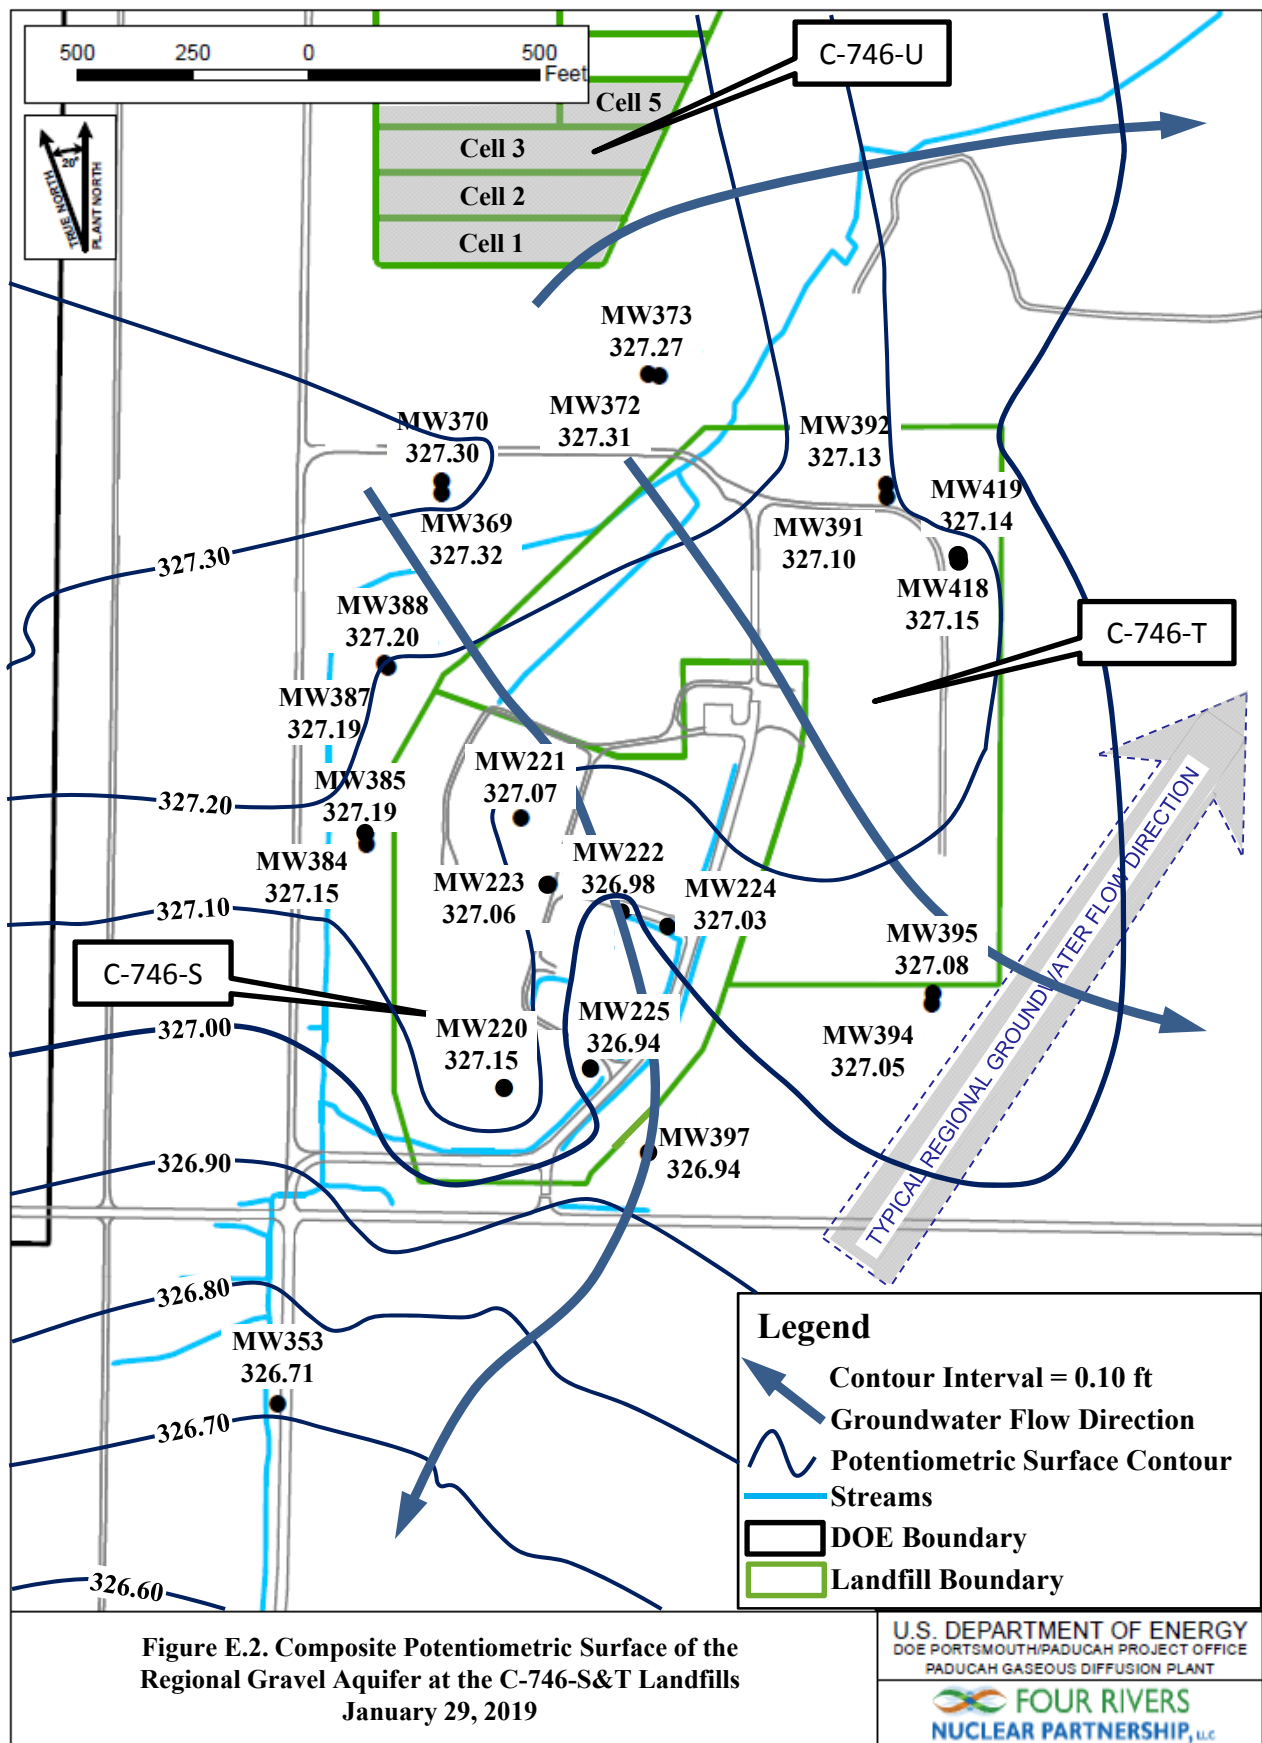 500
250
0
500
Feet
C-746-U
Cell 5
Cell 3
Cell 2
Cell 1
20°
TRUE NORTH
PLANT NORTH
MW373
327.27
MW372
327.31
MW370
327.30
MW392
327.13
MW419
327.14
MW369
327.32
MW391
327.10
327.30
MW418
327.15
MW388
327.20
C-746-T
MW387
327.19
MW221
327.07
MW385
327.19
327.20
MW222
326.98
MW384
327.15
MW223
327.06
MW224
327.03
327.10
MW395
327.08
C-746-S
MW225
326.94
327.00
MW220
327.15
MW394
327.05
TYPICAL REGIONAL GROUNDWATER FLOW DIRECTION
MW397
326.94
326.90
326.80
MW353
326.71
326.70
326.60
Legend
Contour Interval = 0.10 ft
Groundwater Flow Direction
Potentiometric Surface Contour
Streams
DOE Boundary
Landfill Boundary
Figure E.2. Composite Potentiometric Surface of the
Regional Gravel Aquifer at the C-746-S&T Landfills
January 29, 2019
U.S. DEPARTMENT OF ENERGY
DOE PORTSMOUTH/PADUCAH PROJECT OFFICE
PADUCAH GASEOUS DIFFUSION PLANT
FOUR RIVERS
NUCLEAR PARTNERSHIP, LLC